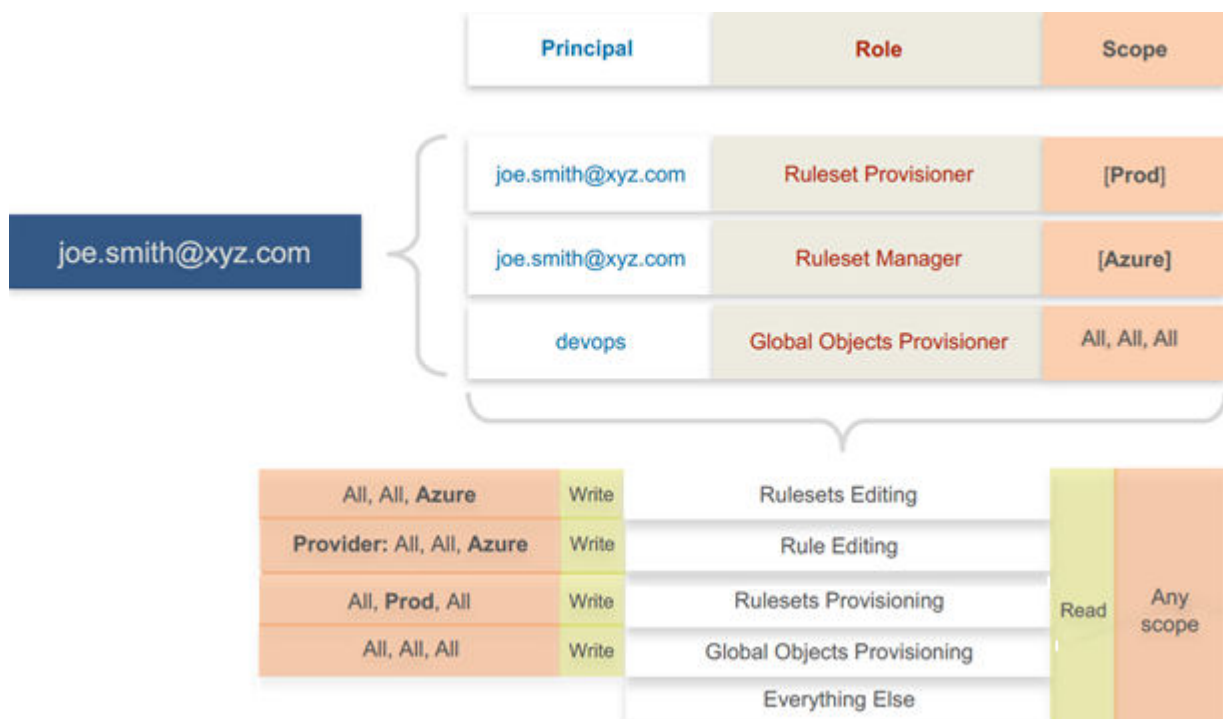 Principal Role Scope
joe.smith@xyz.com Ruleset Provisioner [Prod]
joe.smith@xyz.com
joe.smith@xyz.com Ruleset Manager [Azure]
devops Global Objects Provisioner All, All, All
All, All, Azure Write Rulesets Editing
Provider: All, All, Azure Write Rule Editing
All, Prod, All Write Rulesets Provisioning
Read Any
scope
All, All, All Write Global Objects Provisioning
Everything Else